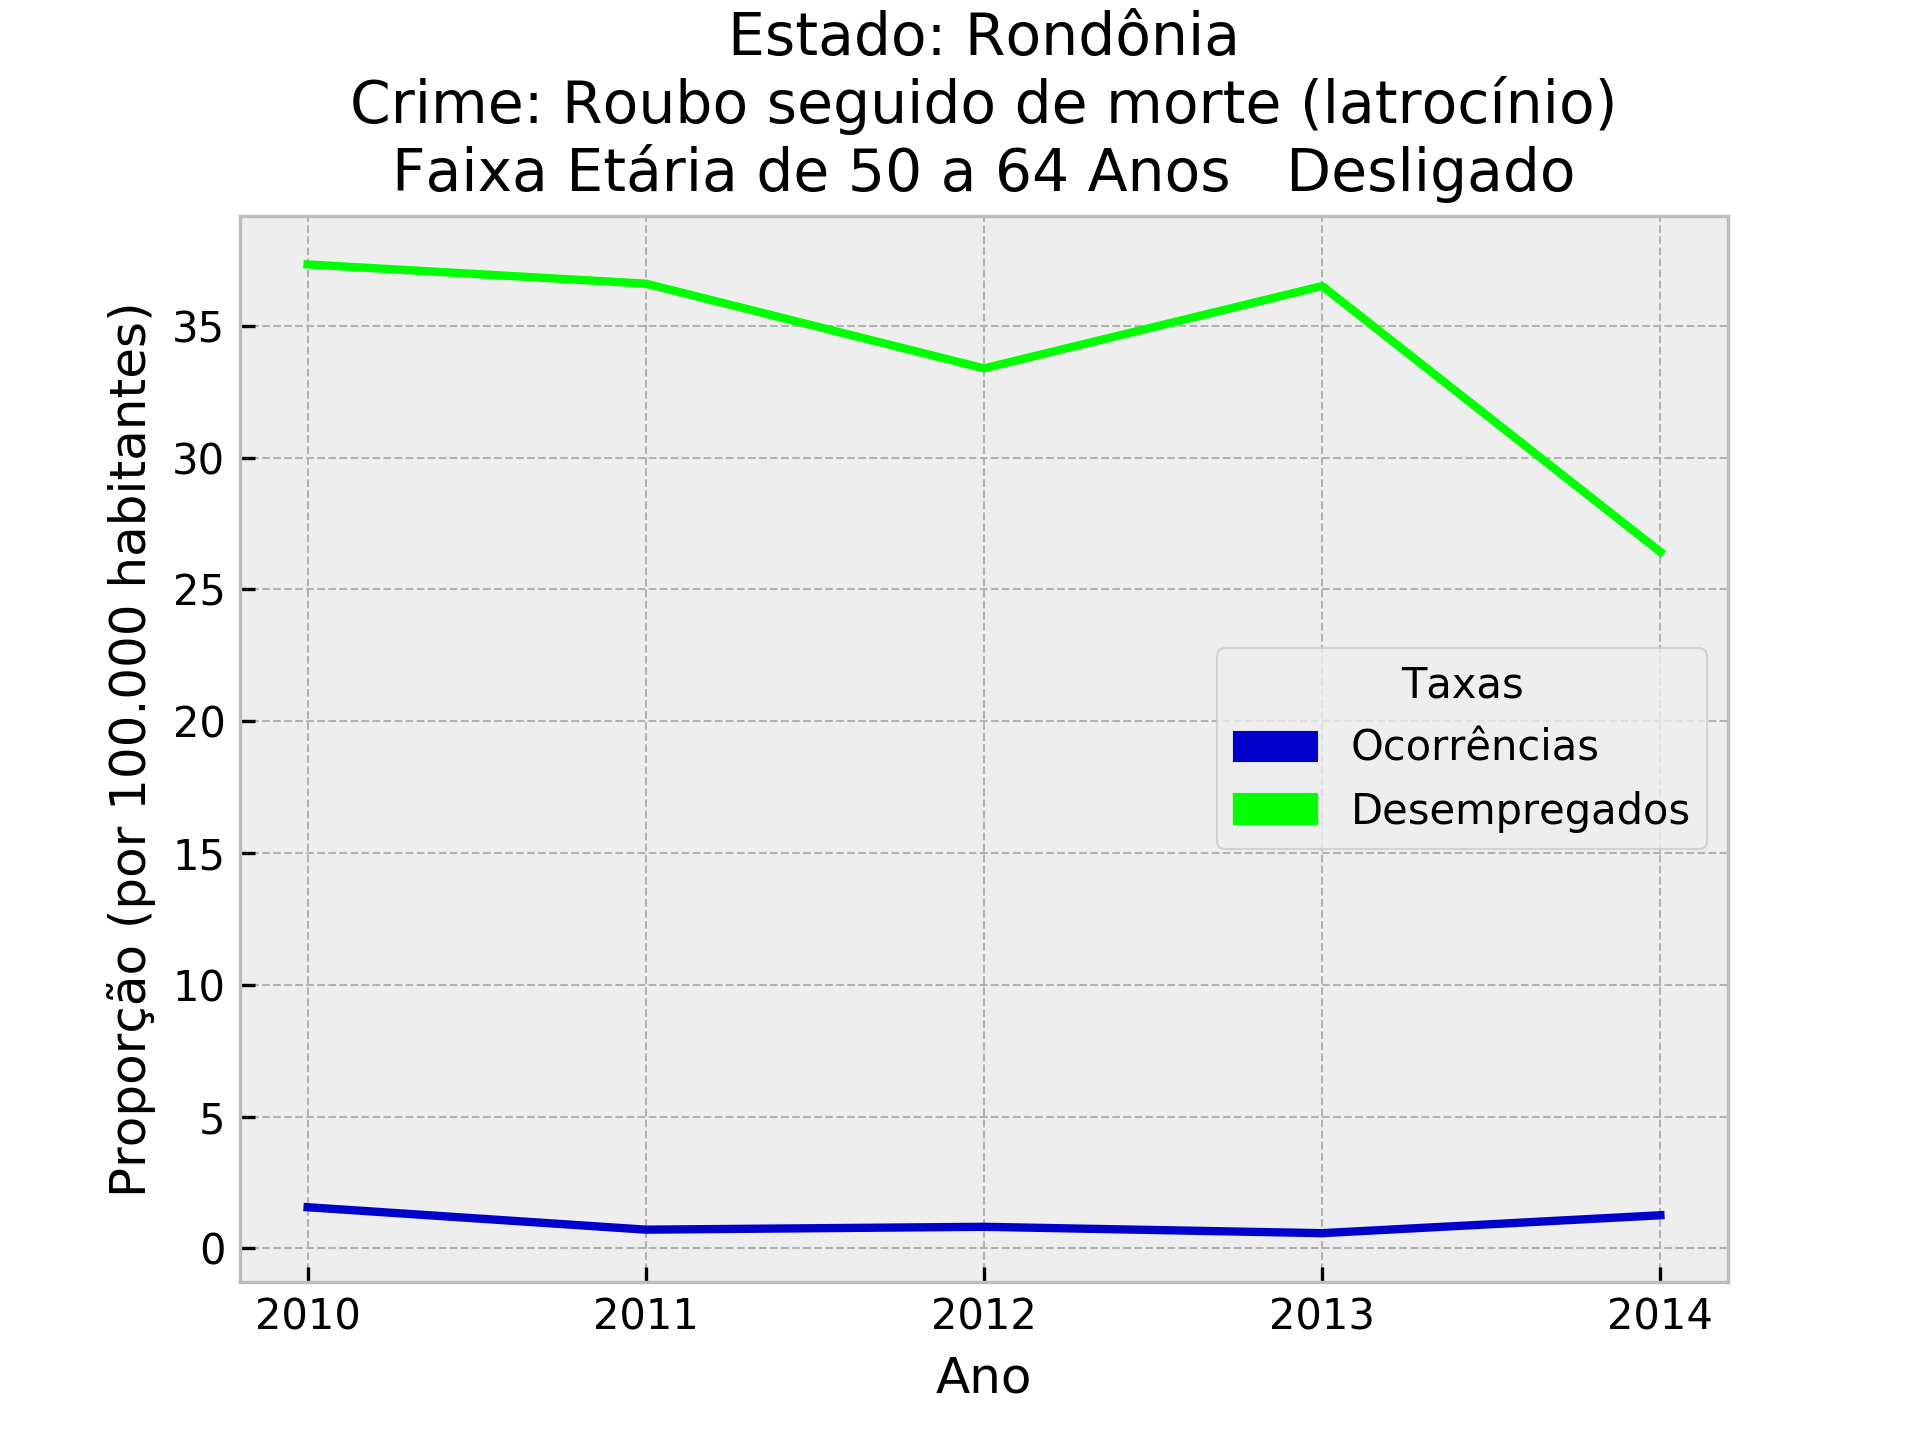 Estado: Rondônia
Crime: Roubo seguido de morte (latrocínio)
Faixa Etária de 50 a 64 Anos   Desligado
Proporção (por 100.000 habitantes)
35
30
25
20
15
10
5
0
Taxas
Ocorrências
Desempregados
2010 2011 2012 2013 2014
Ano